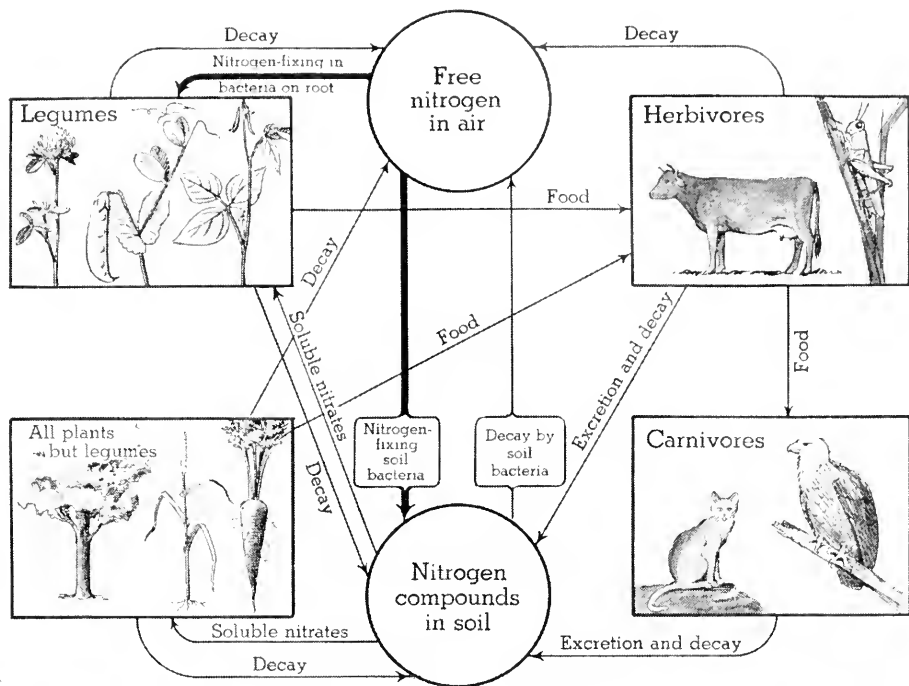 Decay
Decay
Nitrogen-fixing in
bacteria on root
Free
nitrogen
in air
Legumes
Herbivores
Food
Decay
Soluble nitrates
Food
Excretion and decay
Food
All plants
but legumes
Nitrogen-
fixing
soil
bacteria
Decay by
soil
bacteria
Carnivores
Decay
Nitrogen
compounds
in soil
Soluble nitrates
Decay
Excretion and decay